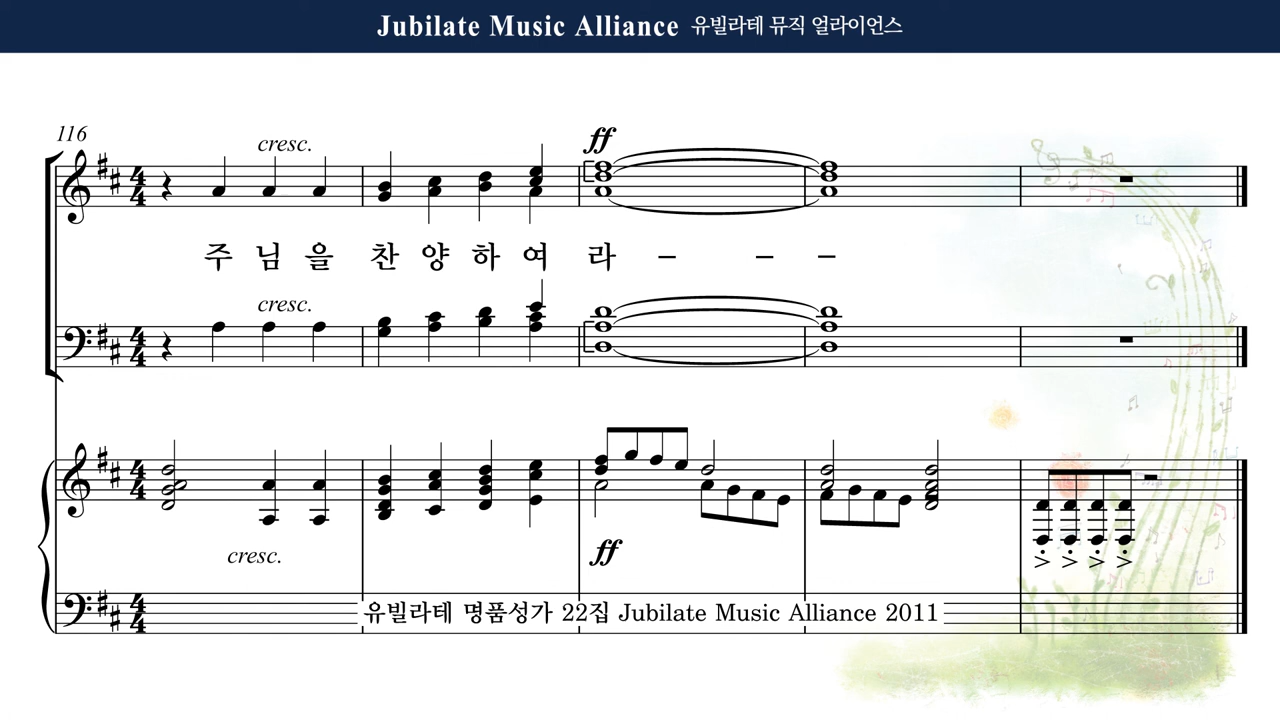 Jubilate Music Alliance 유빌라테 뮤직 얼라이언스
116
cresc.
ff
주 님 을 찬 양 하 여 라 – – –
cresc.
cresc.
ff
유빌라테 명품성가 22집 Jubilate Music Alliance 2011